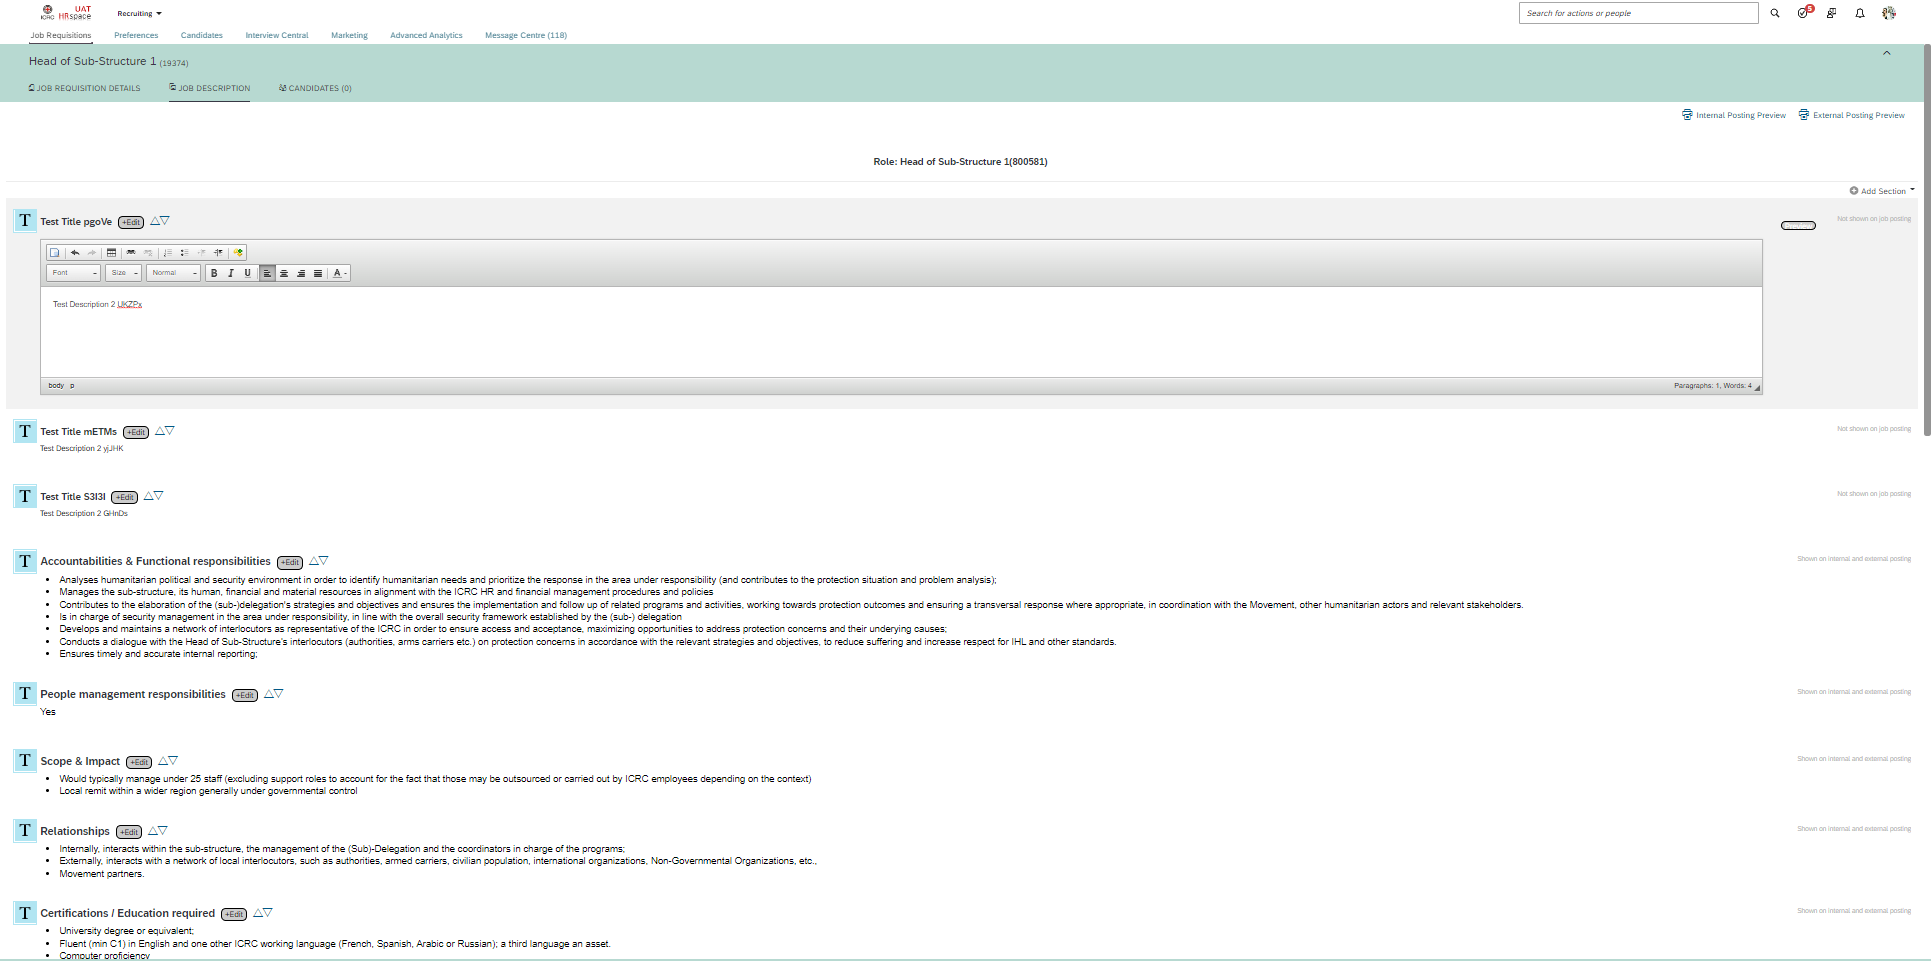 ICRC UAT HRspace
Recruiting
Search for actions or people
5
Job Requisitions Preferences Candidates Interview Central Marketing Advanced Analytics Message Centre (118)
Head of Sub-Structure 1 (19374)
JOB REQUISITION DETAILS JOB DESCRIPTION CANDIDATES (0)
Internal Posting Preview External Posting Preview
Role: Head of Sub-Structure 1(800581)
Add Section
T Test Title pgoVe +Edit
Not shown on job posting
Font Size Normal B I U A
Test Description 2 UKZPx
body p
Paragraphs: 1, Words: 4
T Test Title mETMs +Edit
Not shown on job posting
Test Description 2 yjJHK
T Test Title S3I3I +Edit
Not shown on job posting
Test Description 2 GHnDs
T Accountabilities & Functional responsibilities +Edit
Shown on internal and external posting
• Analyses humanitarian political and security environment in order to identify humanitarian needs and prioritize the response in the area under responsibility (and contributes to the protection situation and problem analysis);
• Manages the sub-structure, its human, financial and material resources in alignment with the ICRC HR and financial management procedures and policies
• Contributes to the elaboration of the (sub-)delegation's strategies and objectives and ensures the implementation and follow up of related programs and activities, working towards protection outcomes and ensuring a transversal response where appropriate, in coordination with the Movement, other humanitarian actors and relevant stakeholders.
• Is in charge of security management in the area under responsibility, in line with the overall security framework established by the (sub-) delegation
• Develops and maintains a network of interlocutors as representative of the ICRC in order to ensure access and acceptance, maximizing opportunities to address protection concerns and their underlying causes;
• Conducts a dialogue with the Head of Sub-Structure's interlocutors (authorities, arms carriers etc.) on protection concerns in accordance with the relevant strategies and objectives, to reduce suffering and increase respect for IHL and other standards.
• Ensures timely and accurate internal reporting;
T People management responsibilities +Edit
Shown on internal and external posting
Yes
T Scope & Impact +Edit
Shown on internal and external posting
• Would typically manage under 25 staff (excluding support roles to account for the fact that those may be outsourced or carried out by ICRC employees depending on the context)
• Local remit within a wider region generally under governmental control
T Relationships +Edit
Shown on internal and external posting
• Internally, interacts within the sub-structure, the management of the (Sub)-Delegation and the coordinators in charge of the programs;
• Externally, interacts with a network of local interlocutors, such as authorities, armed carriers, civilian population, international organizations, Non-Governmental Organizations, etc.,
• Movement partners.
T Certifications / Education required +Edit
Shown on internal and external posting
• University degree or equivalent;
• Fluent (min C1) in English and one other ICRC working language (French, Spanish, Arabic or Russian); a third language an asset.
• Computer proficiency